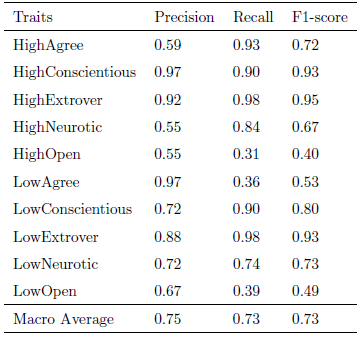 Traits Precision Recall F1-score
HighAgree 0.59 0.93 0.72
HighConscientious 0.97 0.90 0.93
HighExtrover 0.92 0.98 0.95
HighNeurotic 0.55 0.84 0.67
HighOpen 0.55 0.31 0.40
LowAgree 0.97 0.36 0.53
LowConscientious 0.72 0.90 0.80
LowExtrover 0.88 0.98 0.93
LowNeurotic 0.72 0.74 0.73
LowOpen 0.67 0.39 0.49
Macro Average 0.75 0.73 0.73